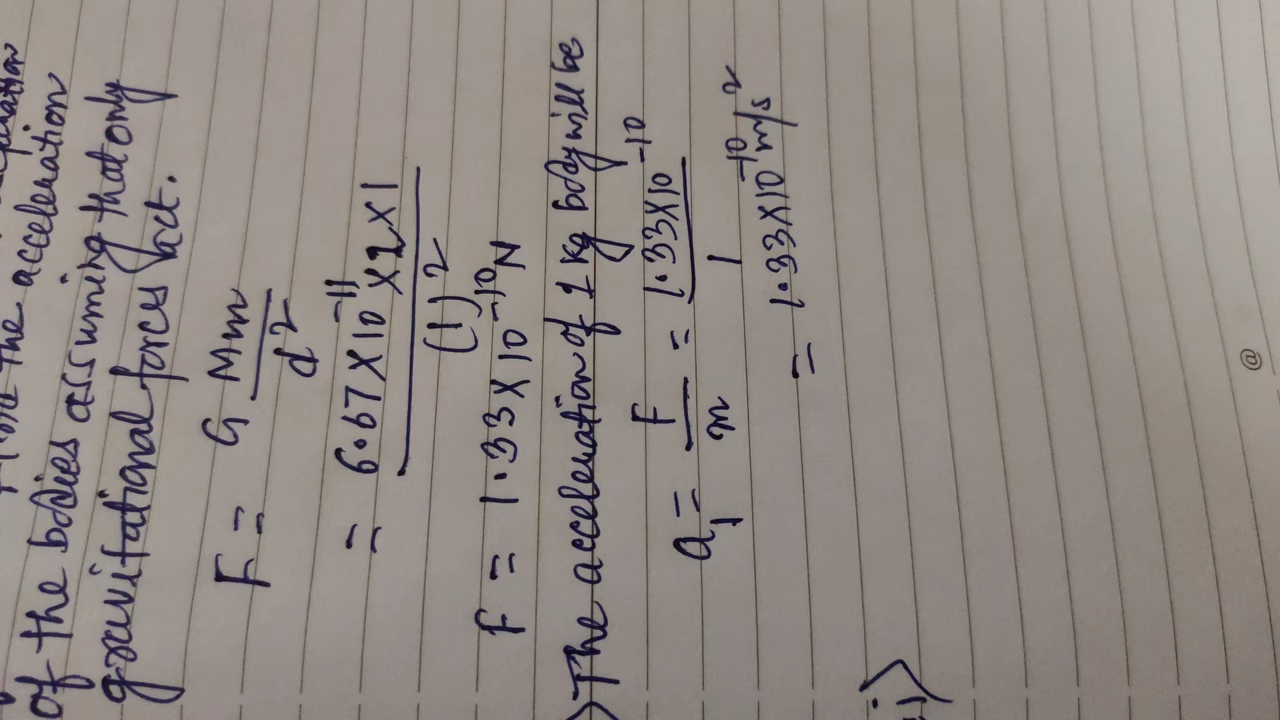 the acceleration
of the bodies assuming that only
gravitational forces act.
F = G Mm/d²
= 6.67 X 10⁻¹¹ X 2 X 1/(1)²
F = 1.33 X 10⁻¹⁰ N
) The acceleration of 1 kg body will be
a₁ = F/m = 1.33 X 10⁻¹⁰/1
= 1.33 X 10⁻¹⁰ m/s²
i)
@